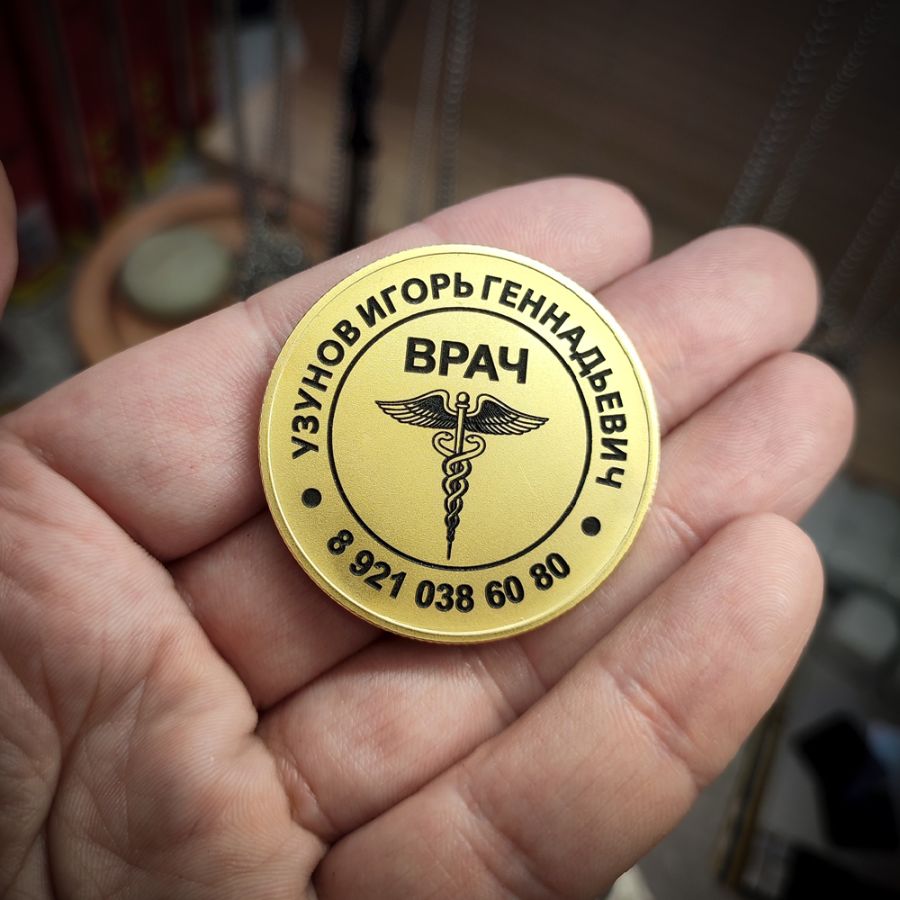 УЗУНОВ ИГОРЬ ГЕННАДЬЕВИЧ
ВРАЧ
8 921 038 60 80